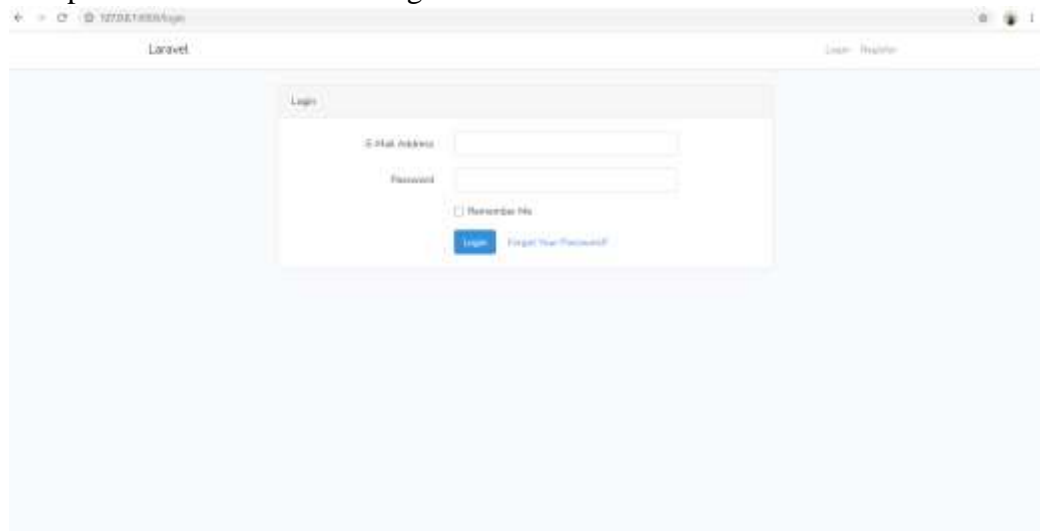 127.0.0.1:8000/login
Laravel
Login Register
Login
E-Mail Address
Password
Remember Me
Login Forgot Your Password?